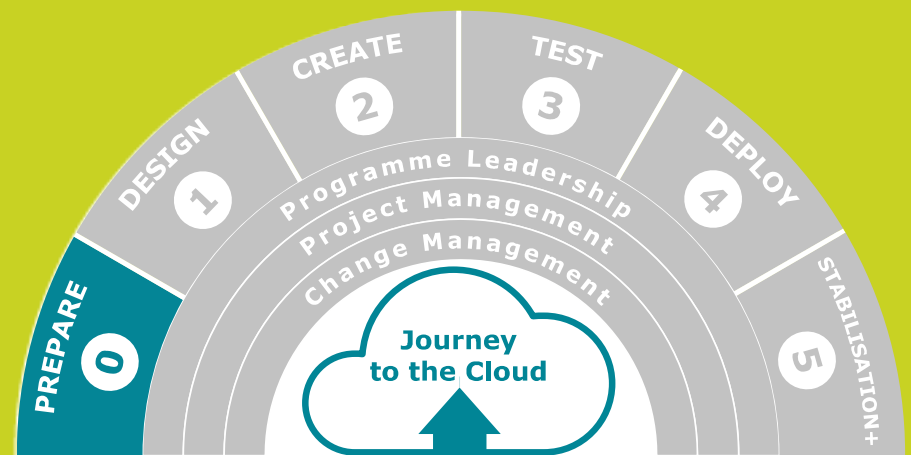 PREPARE
0
DESIGN
1
CREATE
2
TEST
3
DEPLOY
4
STABILISATION+
5
Programme Leadership
Project Management
Change Management
Journey
to the Cloud